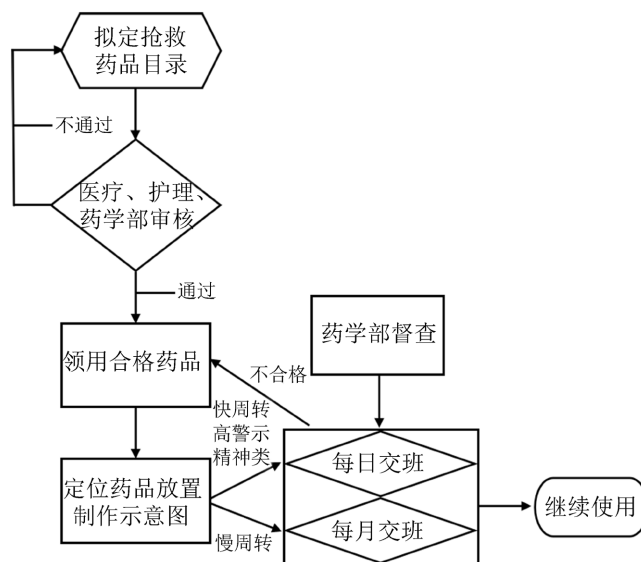 拟定抢救
药品目录
不通过
医疗、护理、
药学部审核
通过
药学部督查
领用合格药品
不合格
快周转
高警示
精神类
每日交班
定位药品放置
制作示意图
继续使用
每月交班
慢周转